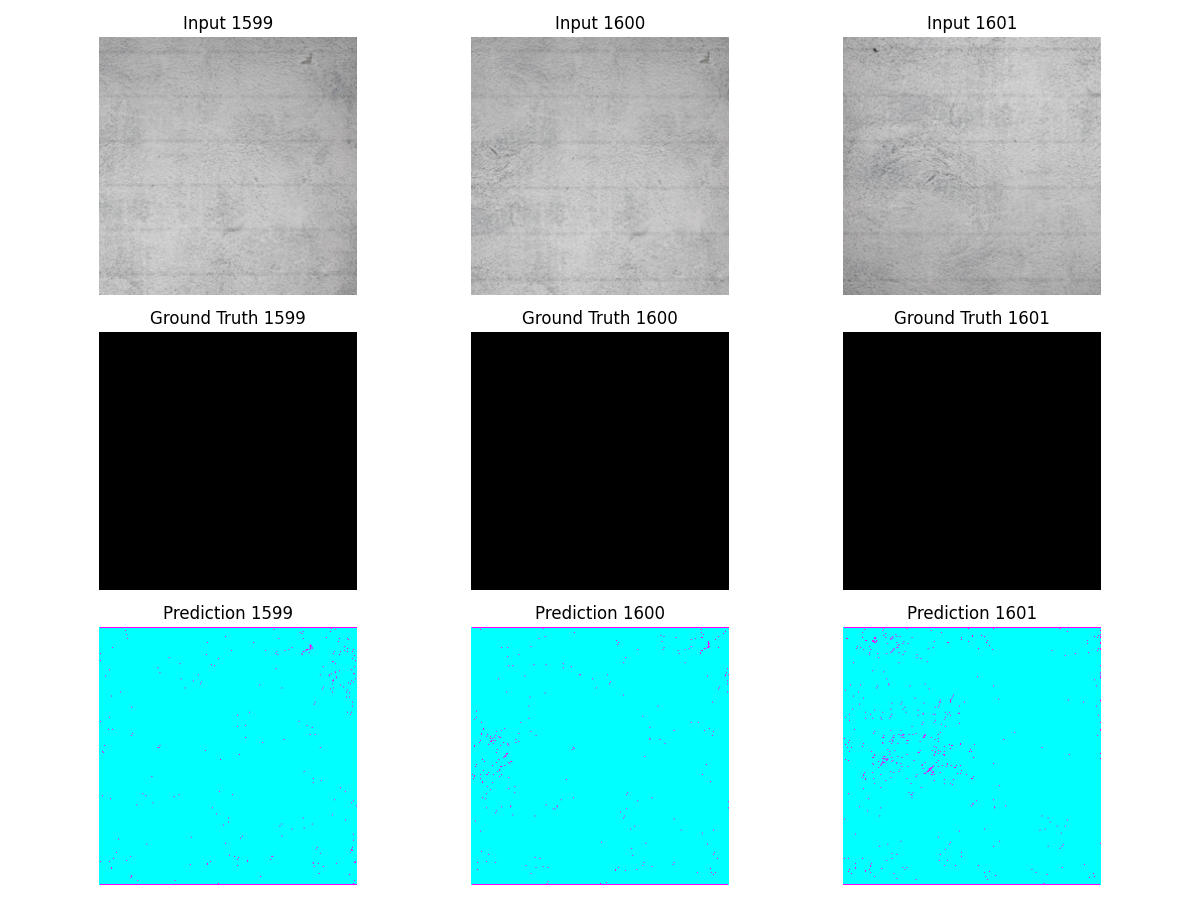 Input 1599
Input 1600
Input 1601
Ground Truth 1599
Ground Truth 1600
Ground Truth 1601
Prediction 1599
Prediction 1600
Prediction 1601